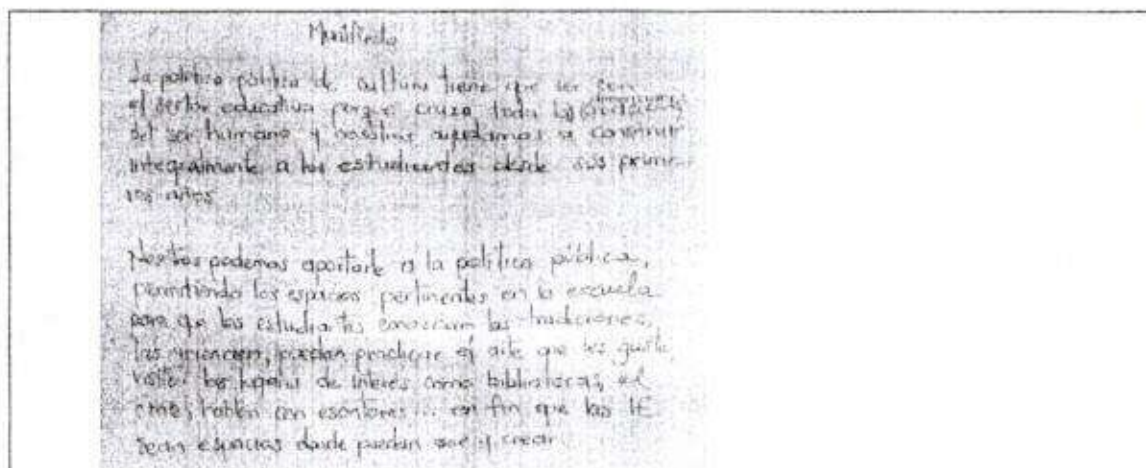 Manifiesto
La política pública de cultura tiene que ver con
el sector educativo porque cruza toda la
del ser humano y nosotros ayudamos a construir
integralmente a los estudiantes desde sus prime-
ros años
Nosotros podemos aportarle a la política pública,
permitiendo los espacios pertinentes en la escuela
para que los estudiantes conozcan las tradiciones,
las, puedan practicar el arte que les guste,
visiten los lugares de interés como bibliotecas, el
cine, hablen con escritores... en fin que las IE
sean espacios donde puedan y crear